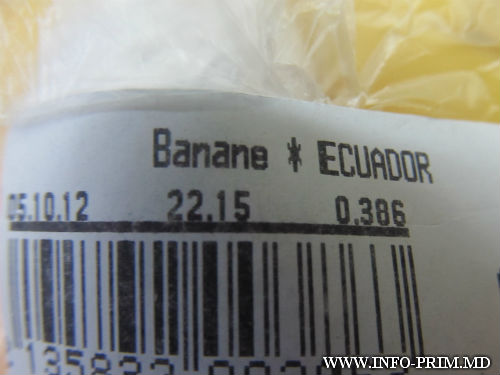 Banane * ECUADOR
05.10.12 22.15 0.386
WWW.INFO-PRIM.MD